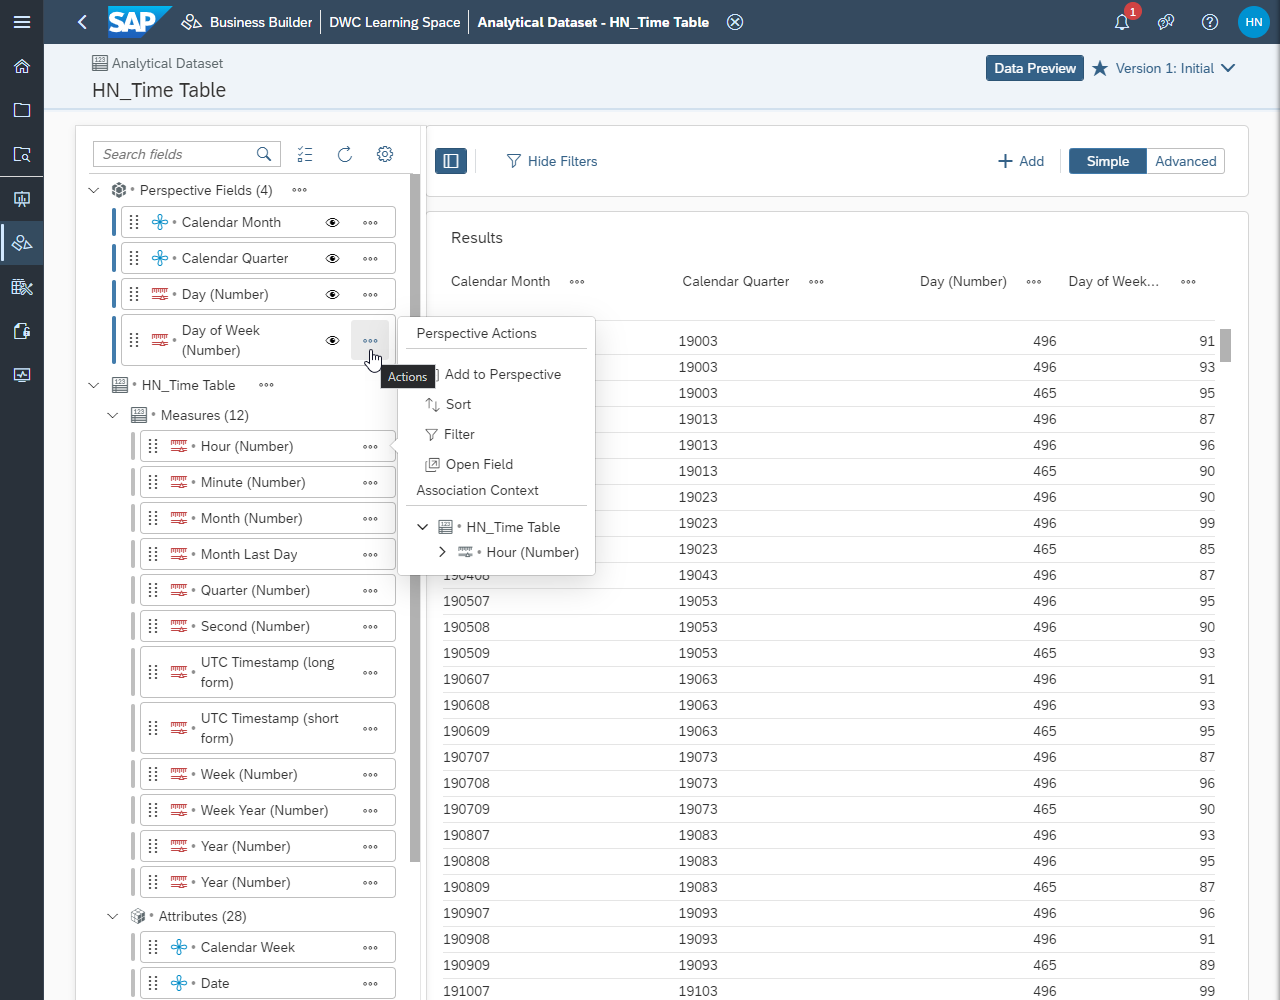 SAP
Business Builder
DWC Learning Space
Analytical Dataset - HN_Time Table
1
HN
Analytical Dataset
HN_Time Table
Data Preview
Version 1: Initial
Search fields
Hide Filters
Add
Simple
Advanced
Perspective Fields (4)
Calendar Month
Calendar Quarter
Day (Number)
Day of Week
(Number)
Actions
HN_Time Table
Measures (12)
Hour (Number)
Minute (Number)
Month (Number)
Month Last Day
Quarter (Number)
Second (Number)
UTC Timestamp (long
form)
UTC Timestamp (short
form)
Week (Number)
Week Year (Number)
Year (Number)
Year (Number)
Attributes (28)
Calendar Week
Date
Perspective Actions
Add to Perspective
Sort
Filter
Open Field
Association Context
HN_Time Table
Hour (Number)
Results
Calendar Month Calendar Quarter Day (Number) Day of Week...
19003 496 91
19003 496 93
19003 465 95
19013 496 87
19013 496 96
19013 465 90
19023 496 90
19023 496 99
19023 465 85
19043 496 87
190507 19053 496 95
190508 19053 496 90
190509 19053 465 93
190607 19063 496 91
190608 19063 496 93
190609 19063 465 95
190707 19073 496 87
190708 19073 496 96
190709 19073 465 90
190807 19083 496 93
190808 19083 496 95
190809 19083 465 87
190907 19093 496 96
190908 19093 496 91
190909 19093 465 89
191007 19103 496 99